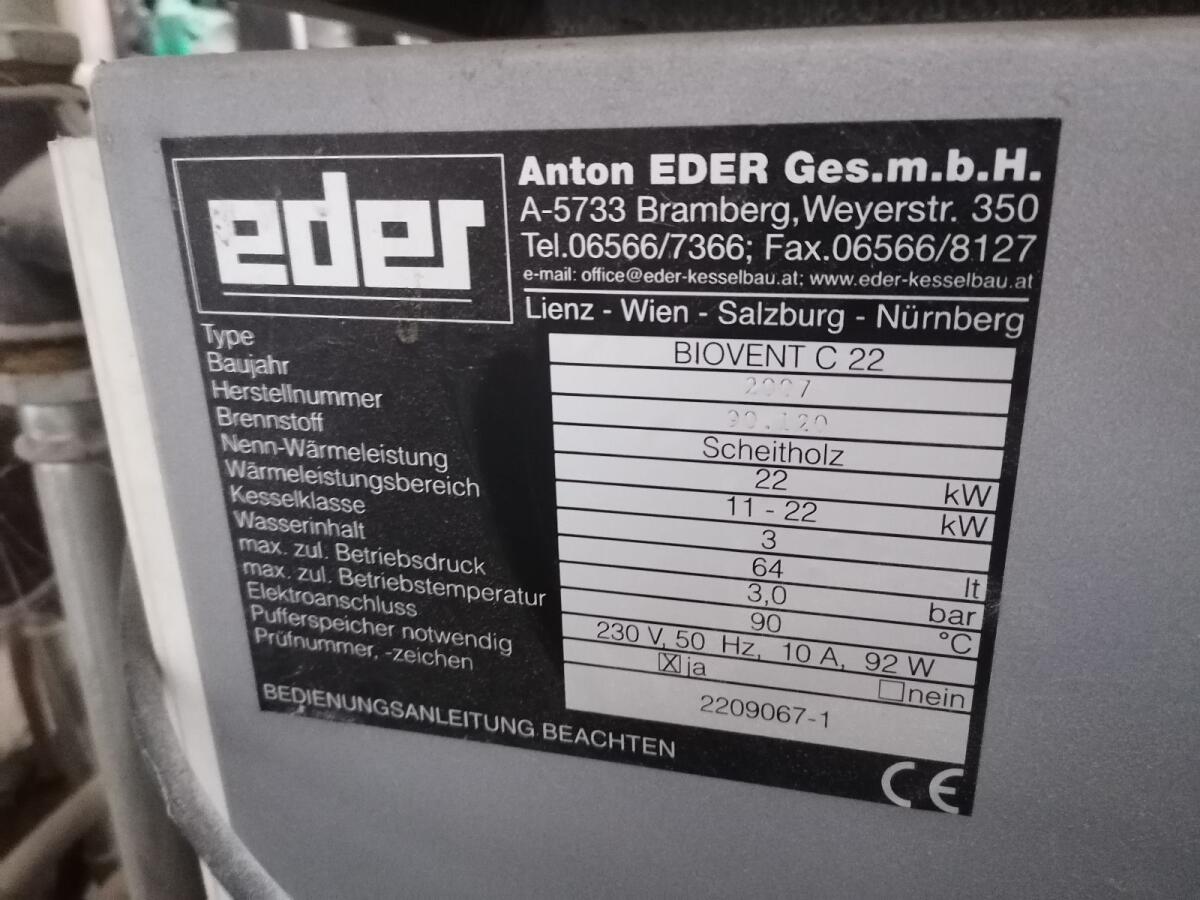 eder
Anton EDER Ges.m.b.H.
A-5733 Bramberg, Weyerstr. 350
Tel.06566/7366; Fax.06566/8127
e-mail: office@eder-kesselbau.at; www.eder-kesselbau.at
Lienz - Wien - Salzburg - Nürnberg
Type BIOVENT C 22
Baujahr 2007
Herstellnummer 90.120
Brennstoff Scheitholz
Nenn-Wärmeleistung 22 kW
Wärmeleistungsbereich 11 - 22 kW
Kesselklasse 3
Wasserinhalt 64 lt
max. zul. Betriebsdruck 3,0 bar
max. zul. Betriebstemperatur 90 °C
Elektroanschluss 230 V, 50 Hz, 10 A, 92 W
Pufferspeicher notwendig ☒ja ☐nein
Prüfnummer, -zeichen 2209067-1
BEDIENUNGSANLEITUNG BEACHTEN
CE